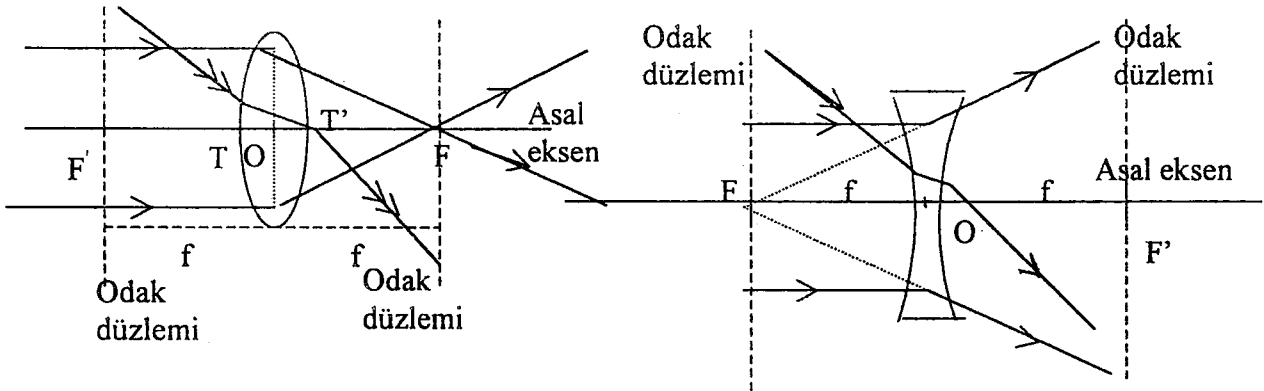 T'
Asal
eksen
F'
T
O
F
f
f
Odak
düzlemi
Odak
düzlemi
Odak
düzlemi
Odak
düzlemi
Asal eksen
F
f
f
O
F'